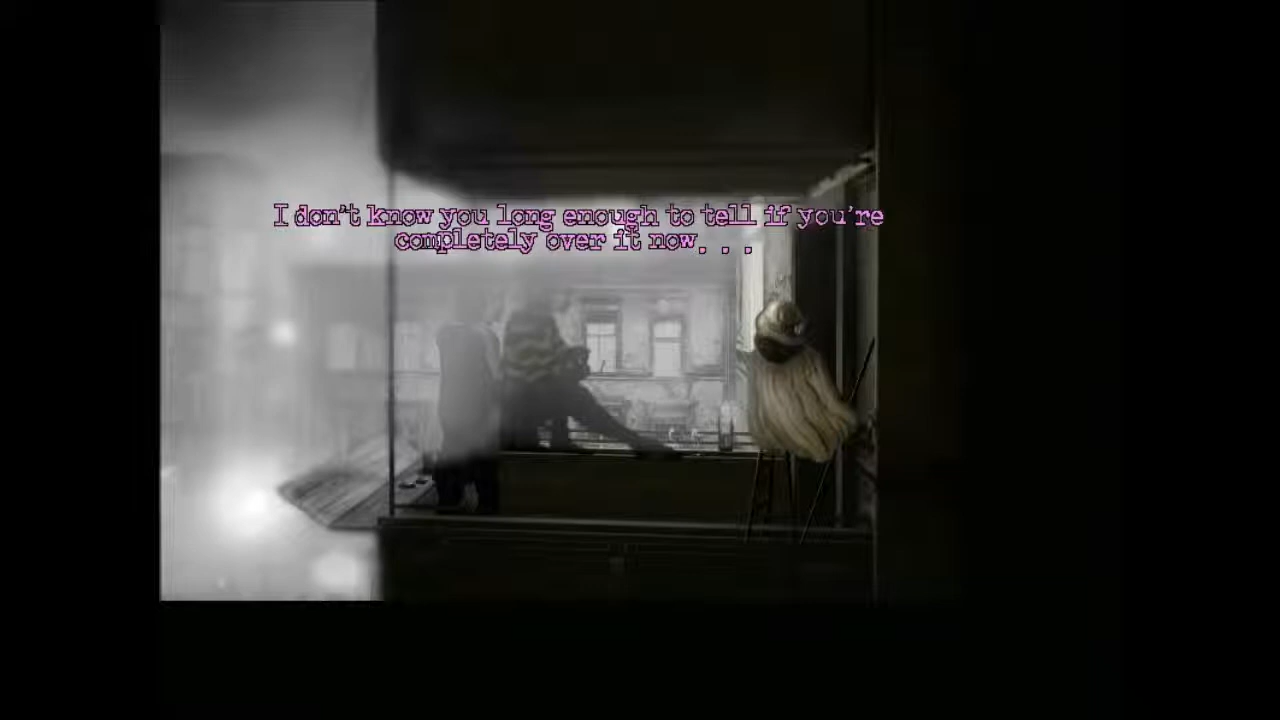 I don't know you long enough to tell if you're
completely over it now. . .